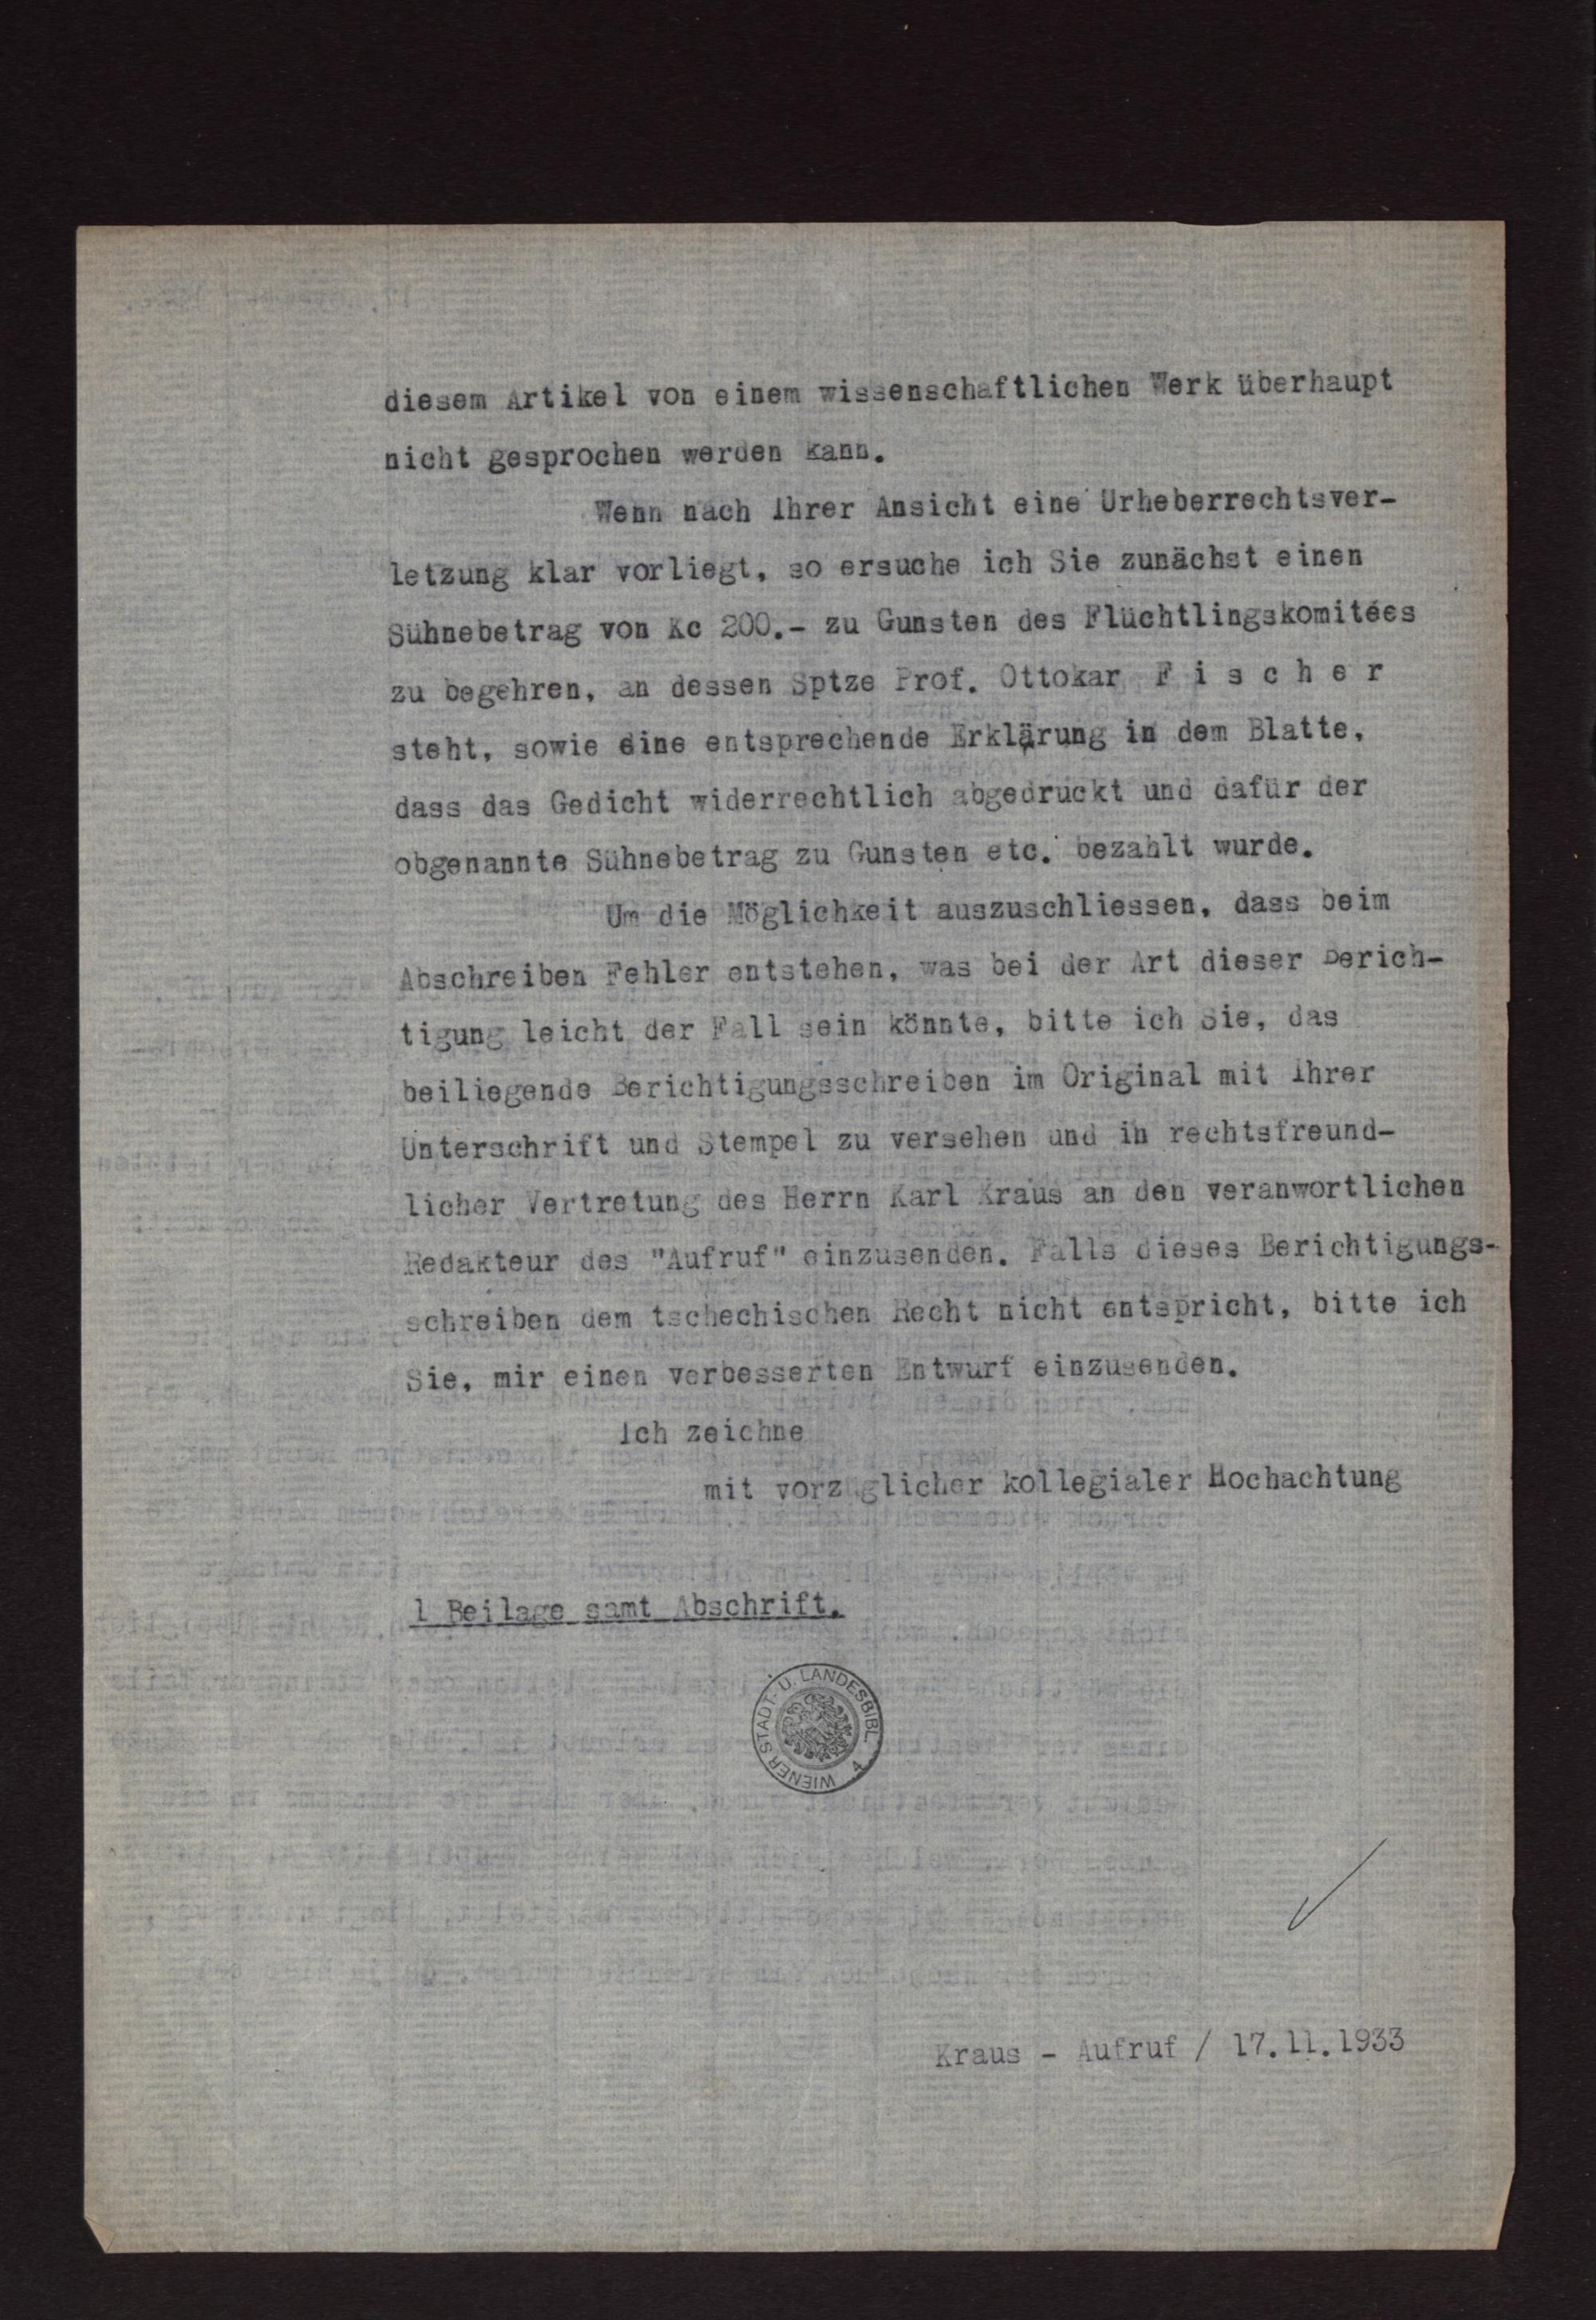 diesem Artikel von einem wissenschaftlichen Werk überhaupt
nicht gesprochen werden kann.
Wenn nach Ihrer Ansicht eine Urheberrechtsver-
letzung klar vorliegt, so ersuche ich Sie zunächst einen
Sühnebetrag von Kc 200.- zu Gunsten des Flüchtlingskomitées
zu begehren, an dessen Sptze Prof. Ottokar F i s c h e r
steht, sowie eine entsprechende Erklärung in dem Blatte,
dass das Gedicht widerrechtlich abgedruckt und dafür der
obgenannte Sühnebetrag zu Gunsten etc. bezahlt wurde.
Um die Möglichkeit auszuschliessen, dass beim
Abschreiben Fehler entstehen, was bei der Art dieser Berich-
tigung leicht der Fall sein könnte, bitte ich Sie, das
beiliegende Berichtigungsschreiben im Original mit Ihrer
Unterschrift und Stempel zu versehen und in rechtsfreund-
licher Vertretung des Herrn Karl Kraus an den veranwortlichen
Redakteur des "Aufruf" einzusenden. Falls dieses Berichtigungs-
schreiben dem tschechischen Recht nicht entspricht, bitte ich
Sie, mir einen verbesserten Entwurf einzusenden.
Ich zeichne
mit vorzüglicher kollegialer Hochachtung
1 Beilage samt Abschrift.
WIENER STADT- U. LANDESBIBL. 4
Kraus - Aufruf / 17.11.1933